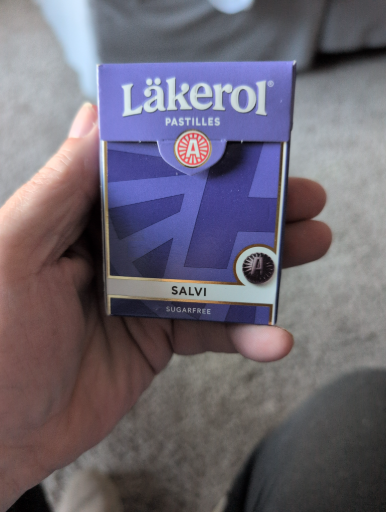 Läkerol®
PASTILLES
A
A
SALVI
SUGARFREE